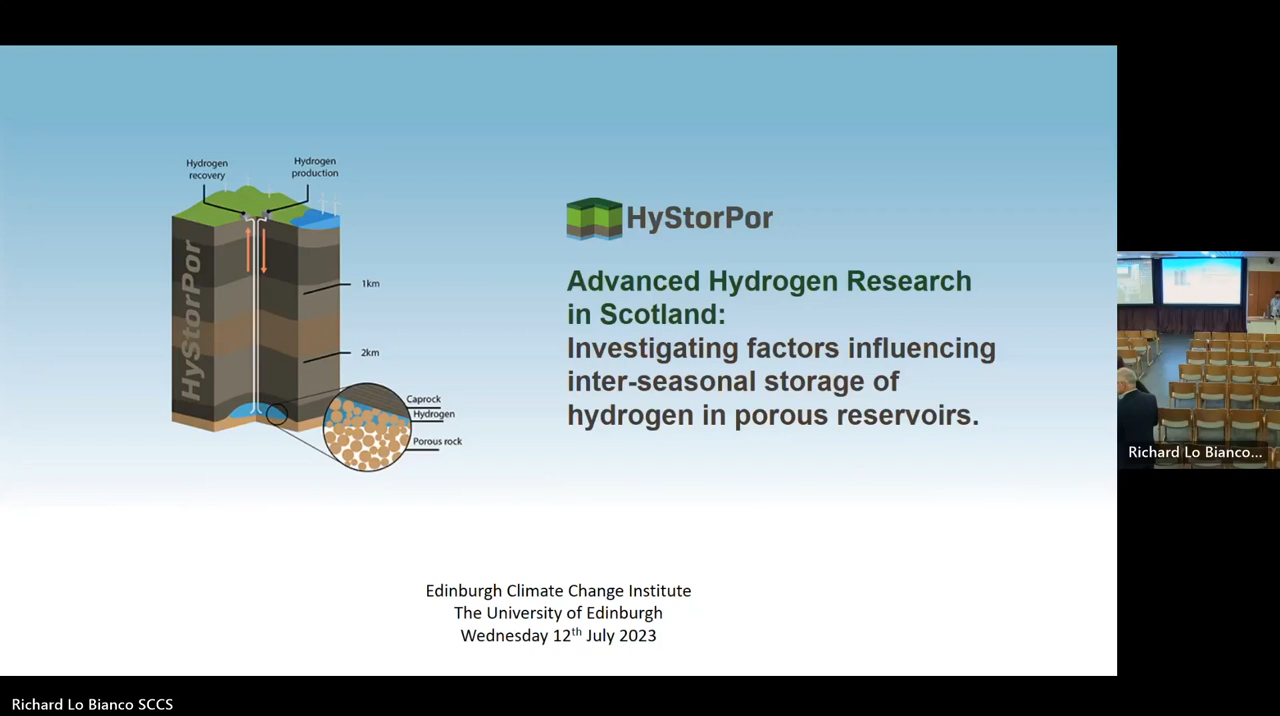 Hydrogen
recovery
Hydrogen
production
HyStorPor
1km
2km
Caprock
Hydrogen
Porous rock
HyStorPor
Advanced Hydrogen Research
in Scotland:
Investigating factors influencing
inter-seasonal storage of
hydrogen in porous reservoirs.
Edinburgh Climate Change Institute
The University of Edinburgh
Wednesday 12th July 2023
Richard Lo Bianco...
Richard Lo Bianco SCCS